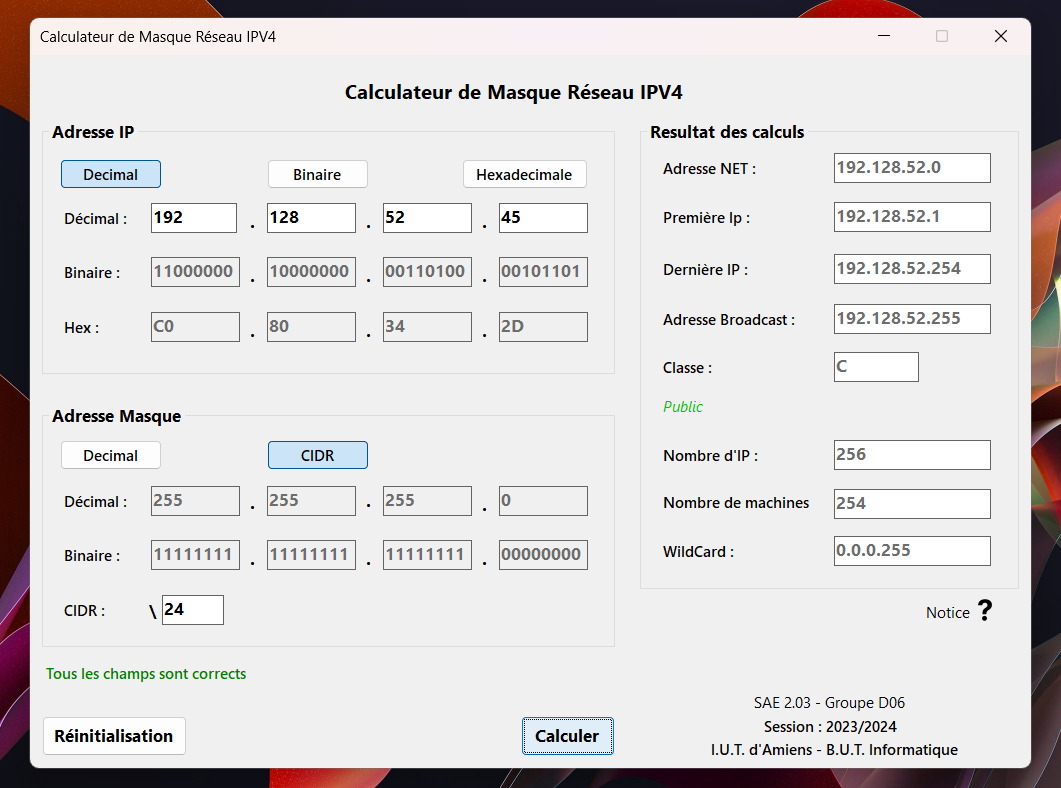 Calculateur de Masque Réseau IPV4
Calculateur de Masque Réseau IPV4
Adresse IP
Decimal Binaire Hexadecimale
Décimal : 192 . 128 . 52 . 45
Binaire : 11000000 . 10000000 . 00110100 . 00101101
Hex : C0 . 80 . 34 . 2D
Adresse Masque
Decimal CIDR
Décimal : 255 . 255 . 255 . 0
Binaire : 11111111 . 11111111 . 11111111 . 00000000
CIDR : \ 24
Tous les champs sont corrects
Réinitialisation Calculer
Resultat des calculs
Adresse NET : 192.128.52.0
Première Ip : 192.128.52.1
Dernière IP : 192.128.52.254
Adresse Broadcast : 192.128.52.255
Classe : C
Public
Nombre d'IP : 256
Nombre de machines 254
WildCard : 0.0.0.255
Notice ?
SAE 2.03 - Groupe D06
Session : 2023/2024
I.U.T. d'Amiens - B.U.T. Informatique